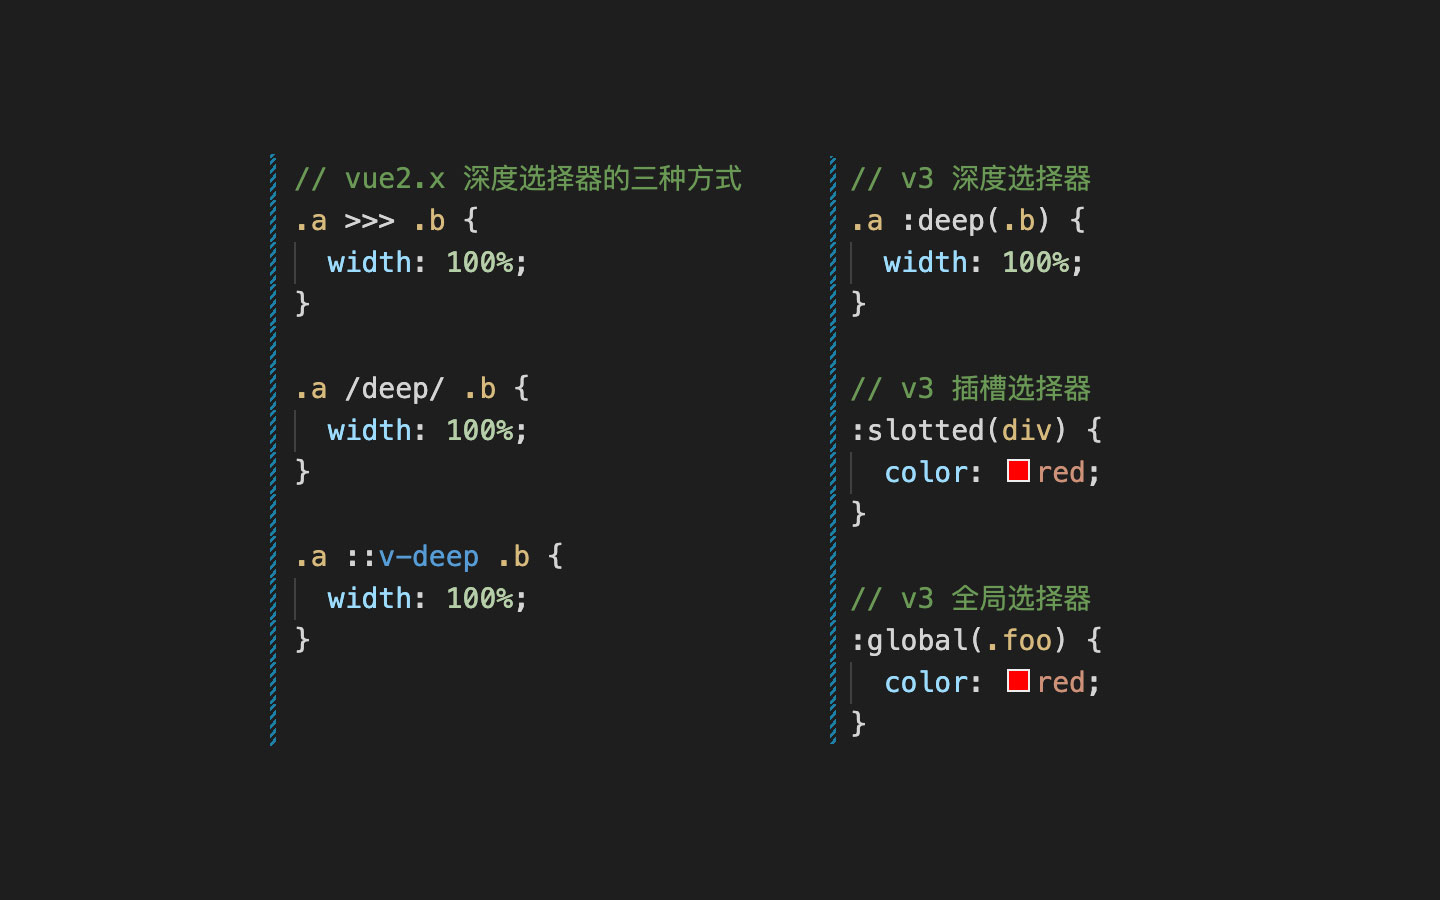 // vue2.x 深度选择器的三种方式
.a >>> .b {
  width: 100%;
}
.a /deep/ .b {
  width: 100%;
}
.a ::v-deep .b {
  width: 100%;
}
// v3 深度选择器
.a :deep(.b) {
  width: 100%;
}
// v3 插槽选择器
:slotted(div) {
  color: red;
}
// v3 全局选择器
:global(.foo) {
  color: red;
}